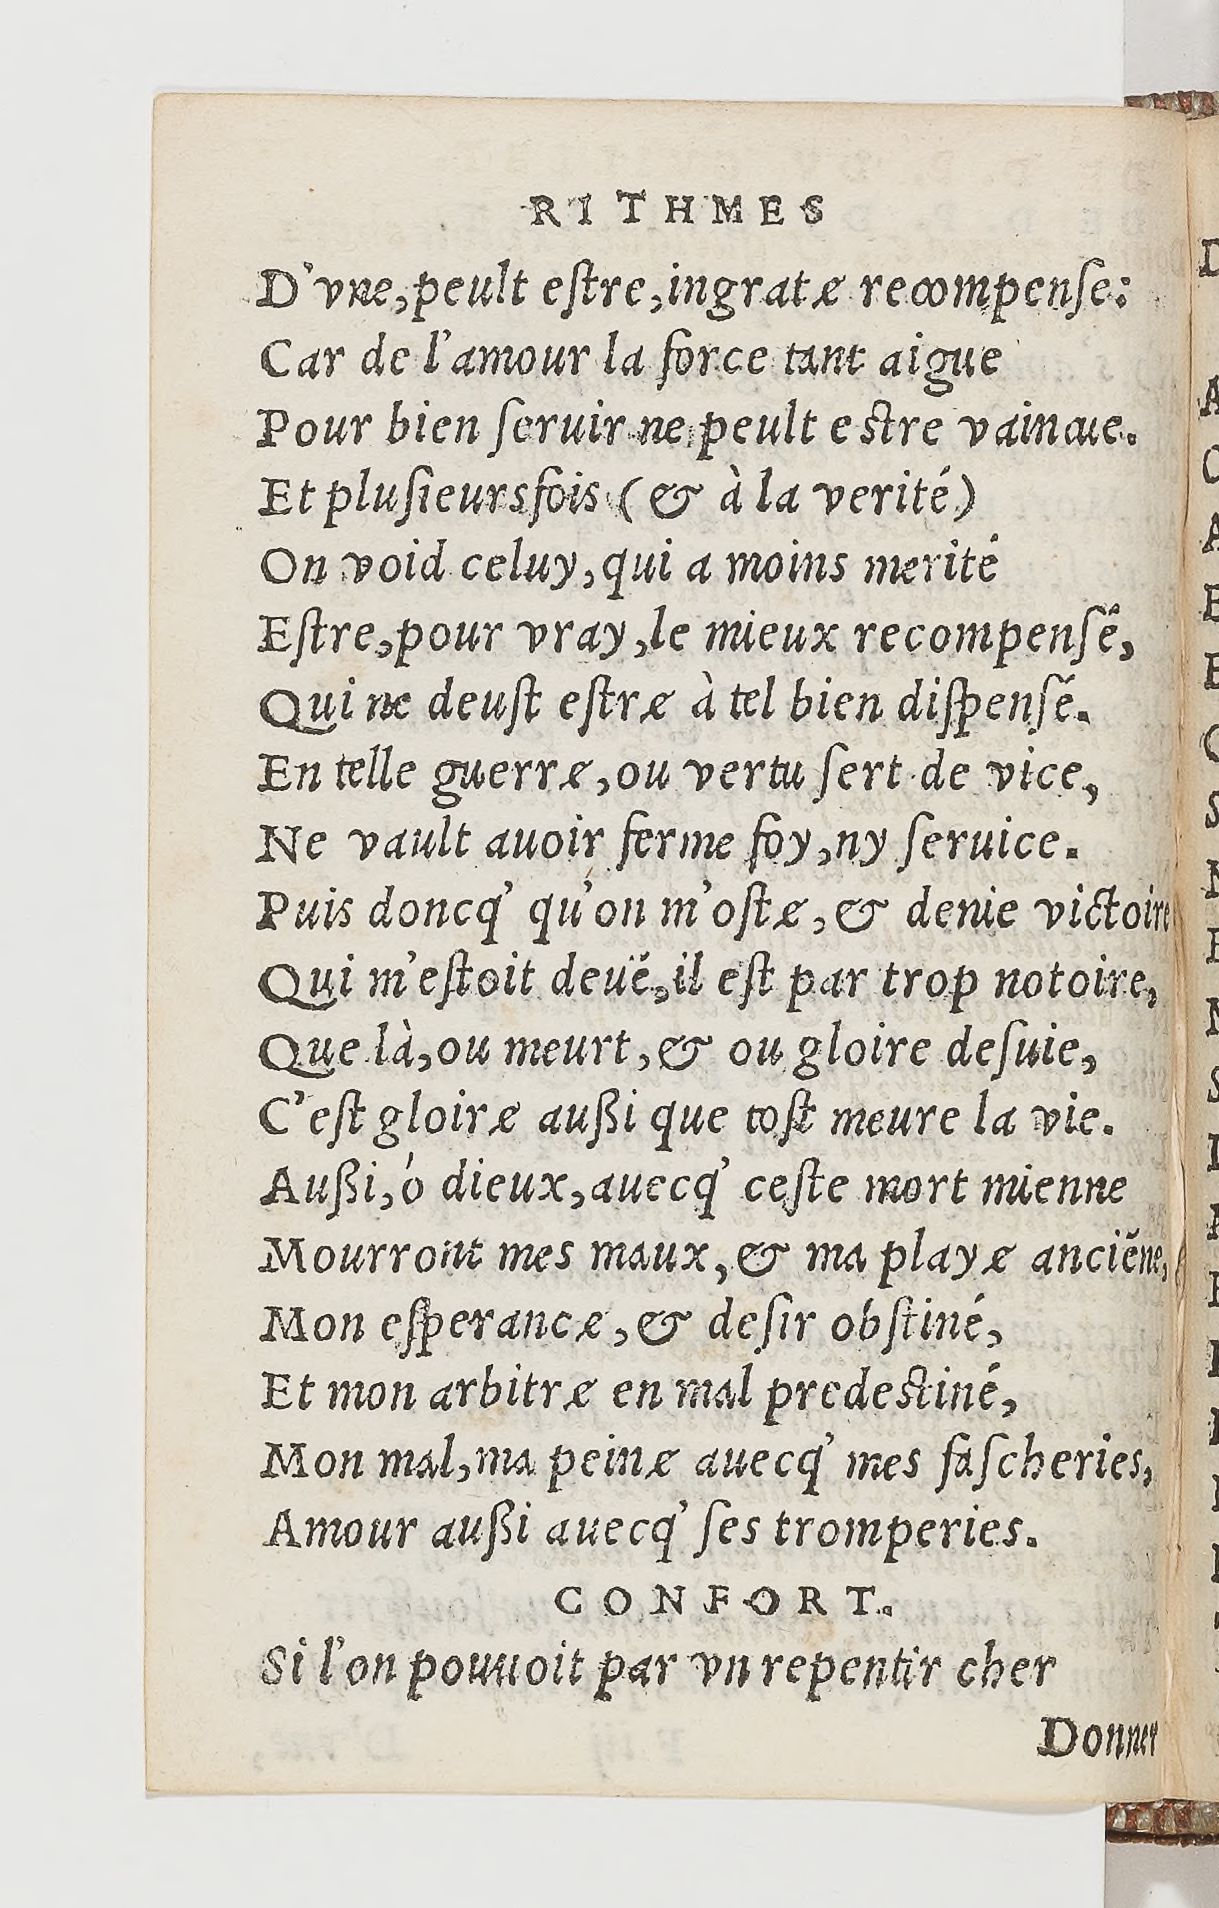 RITHMES
D'vne, peult eſtre, ingrate recompenſe:
Car de l'amour la force tant aigue
Pour bien ſeruir ne peult eſtre vaincue.
Et pluſieursfois (& à la verité)
On void celuy, qui a moins merité
Eſtre, pour vray, le mieux recompenſé,
Qui ne deuſt eſtre à tel bien diſpenſé.
En telle guerre, ou vertu ſert de vice,
Ne vault auoir ferme foy, ny ſeruice.
Puis doncq' qu'on m'oſte, & denie victoire
Qui m'eſtoit deuë, il eſt par trop notoire,
Que là, ou meurt, & ou gloire deſuie,
C'eſt gloire außi que toſt meure la vie.
Außi, ó dieux, auecq' ceſte mort mienne
Mourront mes maux, & ma playe anciẽne,
Mon eſperance, & deſir obſtiné,
Et mon arbitre en mal predeſtiné,
Mon mal, ma peine auecq' mes faſcheries,
Amour außi auecq' ſes tromperies.
CONFORT.
Si l'on pouuoit par vn repentir cher
Donner